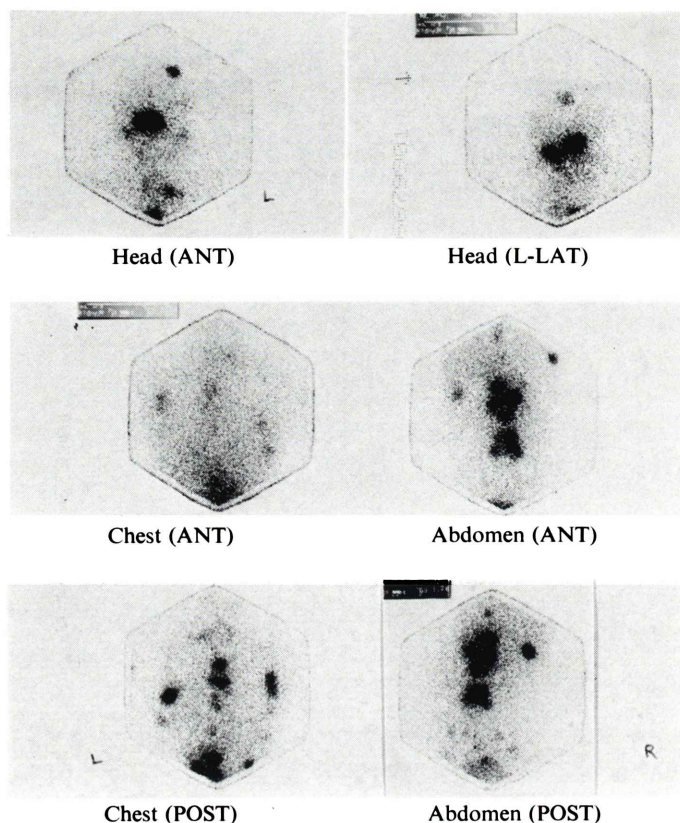 L
Head (ANT)
Head (L-LAT)
Chest (ANT)
Abdomen (ANT)
L
R
Chest (POST)
Abdomen (POST)